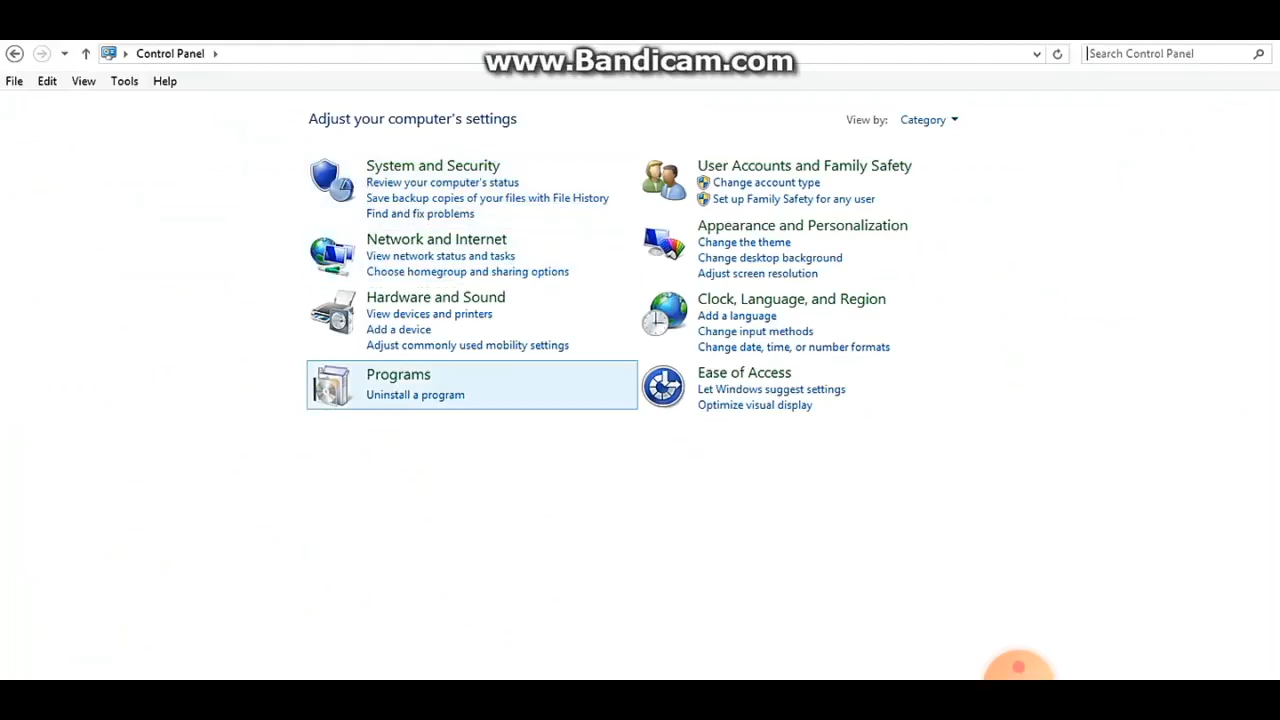 Control Panel
www.Bandicam.com
Search Control Panel
File Edit View Tools Help
Adjust your computer's settings
View by: Category
System and Security
Review your computer's status
Save backup copies of your files with File History
Find and fix problems
Network and Internet
View network status and tasks
Choose homegroup and sharing options
Hardware and Sound
View devices and printers
Add a device
Adjust commonly used mobility settings
Programs
Uninstall a program
User Accounts and Family Safety
Change account type
Set up Family Safety for any user
Appearance and Personalization
Change the theme
Change desktop background
Adjust screen resolution
Clock, Language, and Region
Add a language
Change input methods
Change date, time, or number formats
Ease of Access
Let Windows suggest settings
Optimize visual display